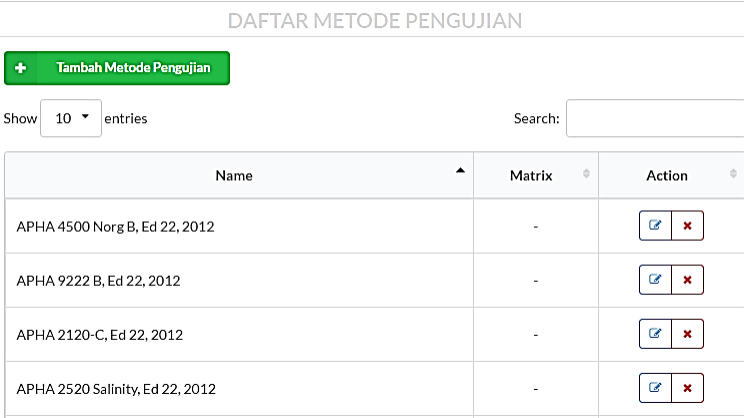 DAFTAR METODE PENGUJIAN
+ Tambah Metode Pengujian
Show 10 entries Search:
Name Matrix Action
APHA 4500 Norg B, Ed 22, 2012 -
APHA 9222 B, Ed 22, 2012 -
APHA 2120-C, Ed 22, 2012 -
APHA 2520 Salinity, Ed 22, 2012 -